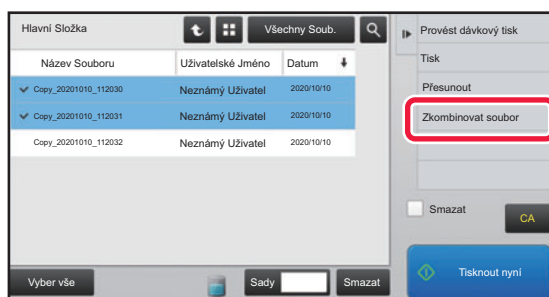 Hlavní Složka
Všechny Soub.
Název Souboru Uživatelské Jméno Datum
Copy_20201010_112030 Neznámý Uživatel 2020/10/10
Copy_20201010_112031 Neznámý Uživatel 2020/10/10
Copy_20201010_112032 Neznámý Uživatel 2020/10/10
Vyber vše
Sady
Smazat
Provést dávkový tisk
Tisk
Přesunout
Zkombinovat soubor
Smazat
CA
Tisknout nyní